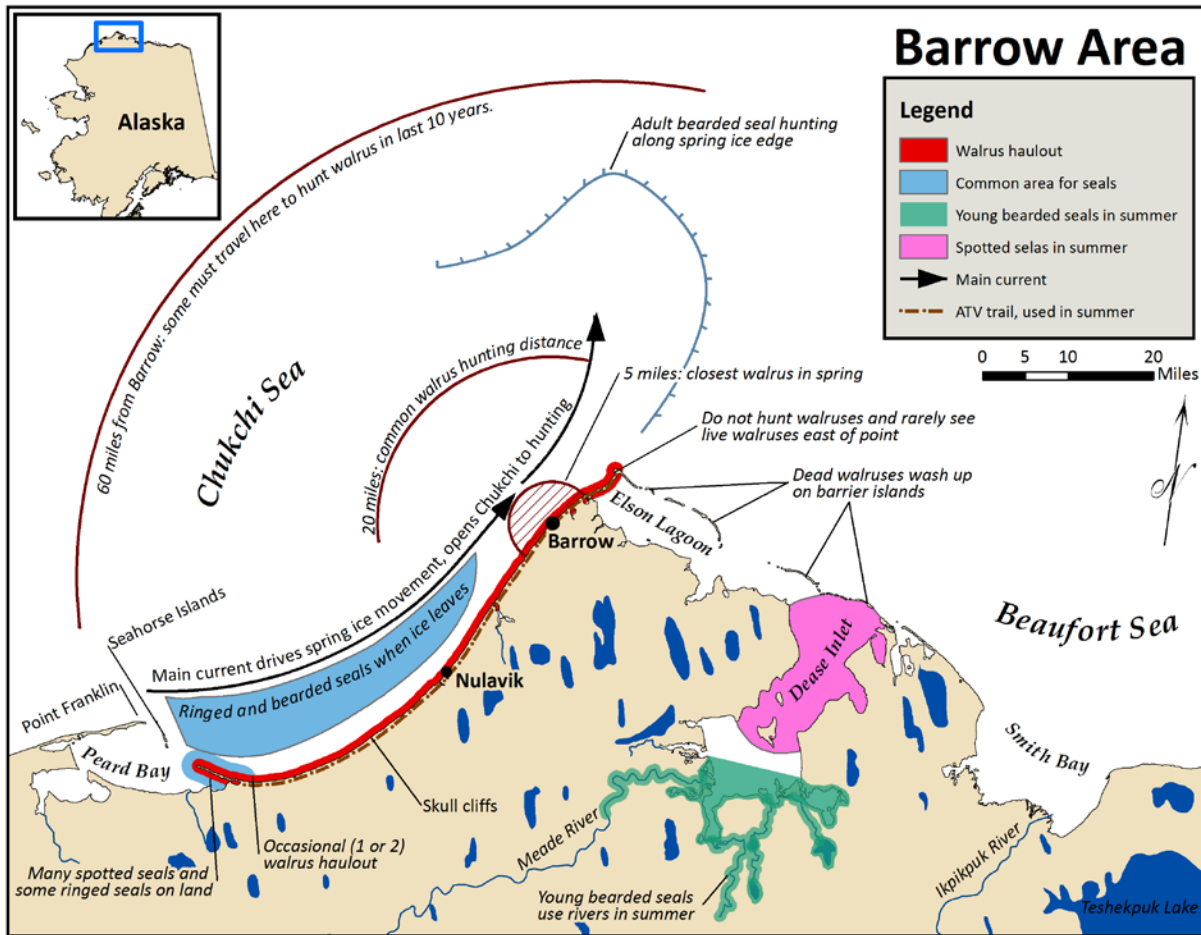 Barrow Area
Alaska
Legend
Walrus haulout
Common area for seals
Young bearded seals in summer
Spotted selas in summer
Main current
ATV trail, used in summer
0 5 10 20
Miles
60 miles from Barrow: some must travel here to hunt walrus in last 10 years.
Adult bearded seal hunting
along spring ice edge
Chukchi Sea
20 miles: common walrus hunting distance
5 miles: closest walrus in spring
Do not hunt walruses and rarely see
live walruses east of point
Dead walruses wash up
on barrier islands
Main current drives spring ice movement, opens Chukchi to hunting
Elson Lagoon
Barrow
Seahorse Islands
Point Franklin
Ringed and bearded seals when ice leaves
Nulavik
Dease Inlet
Beaufort Sea
Peard Bay
Smith Bay
Skull cliffs
Occasional (1 or 2)
walrus haulout
Many spotted seals and
some ringed seals on land
Meade River
Young bearded seals
use rivers in summer
Ikpikpuk River
Teshekpuk Lake